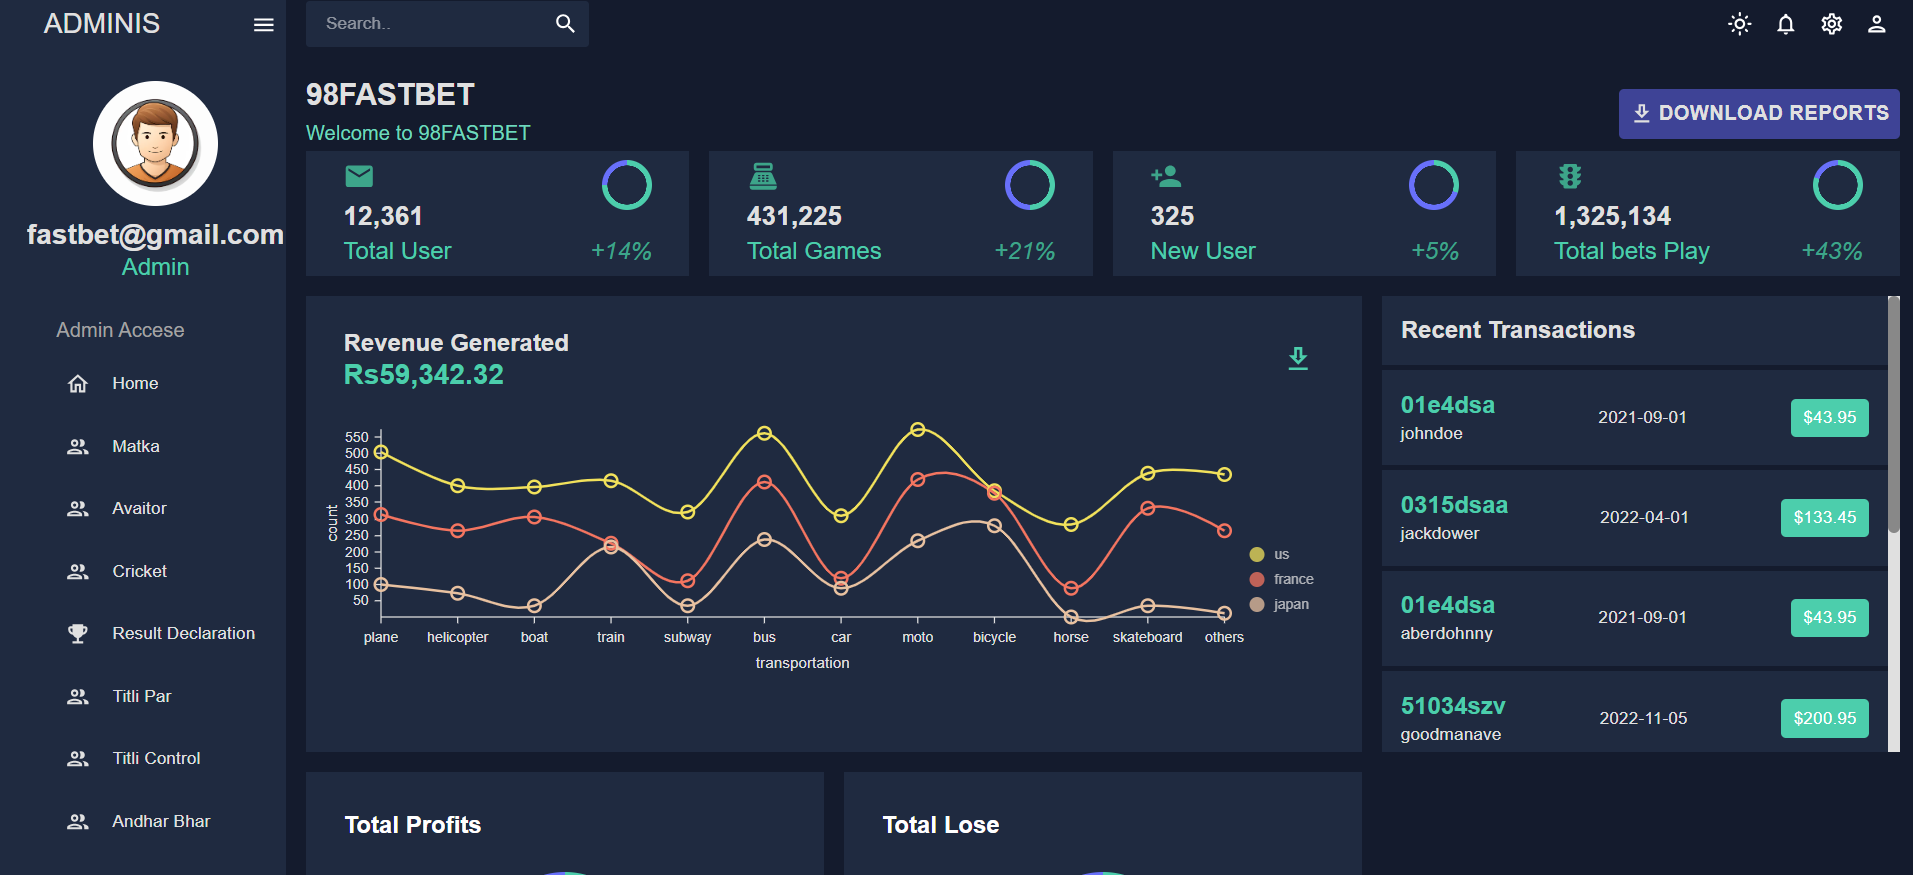 ADMINIS
Search..
fastbet@gmail.com
Admin
Admin Accese
Home
Matka
Avaitor
Cricket
Result Declaration
Titli Par
Titli Control
Andhar Bhar
98FASTBET
Welcome to 98FASTBET
DOWNLOAD REPORTS
12,361
Total User
+14%
431,225
Total Games
+21%
325
New User
+5%
1,325,134
Total bets Play
+43%
Revenue Generated
Rs59,342.32
550
500
450
400
350
300
250
200
150
100
50
count
plane helicopter boat train subway bus car moto bicycle horse skateboard others
transportation
us
france
japan
Recent Transactions
01e4dsa
johndoe
2021-09-01
$43.95
0315dsaa
jackdower
2022-04-01
$133.45
01e4dsa
aberdohnny
2021-09-01
$43.95
51034szv
goodmanave
2022-11-05
$200.95
Total Profits
Total Lose